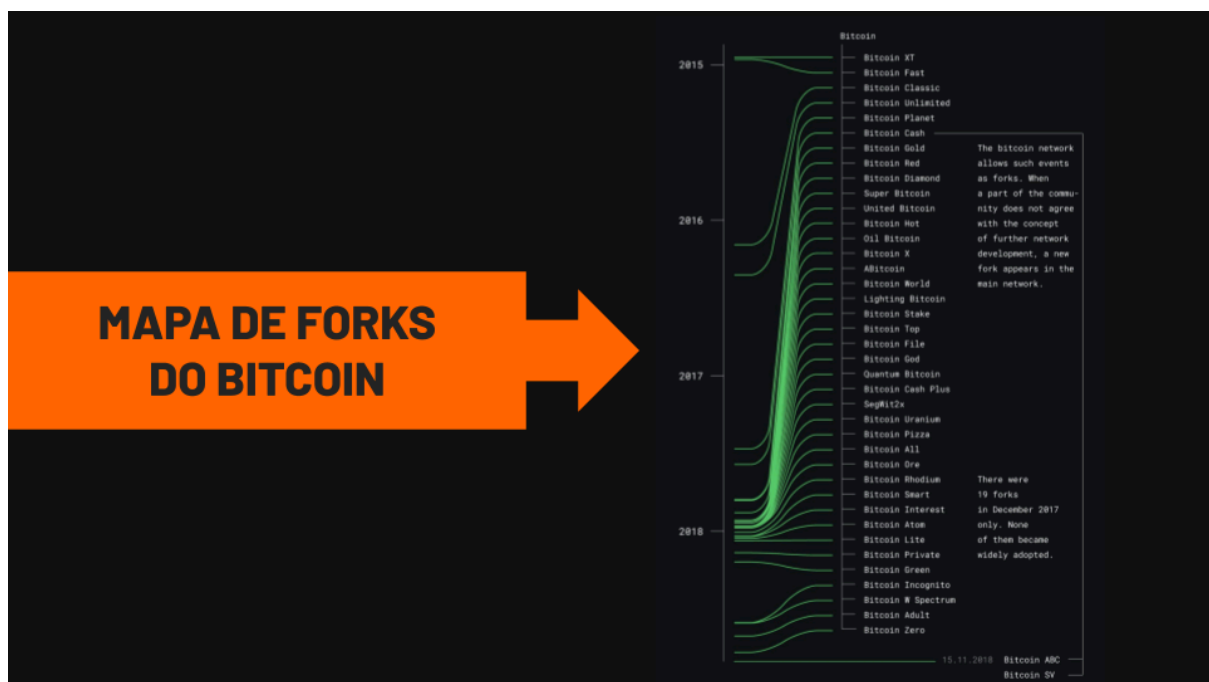 MAPA DE FORKS
DO BITCOIN
Bitcoin
2015
2016
2017
2018
Bitcoin XT
Bitcoin Fast
Bitcoin Classic
Bitcoin Unlimited
Bitcoin Planet
Bitcoin Cash
Bitcoin Gold
Bitcoin Red
Bitcoin Diamond
Super Bitcoin
United Bitcoin
Bitcoin Hot
Oil Bitcoin
Bitcoin X
ABitcoin
Bitcoin World
Lighting Bitcoin
Bitcoin Stake
Bitcoin Top
Bitcoin File
Bitcoin God
Quantum Bitcoin
Bitcoin Cash Plus
SegWit2x
Bitcoin Uranium
Bitcoin Pizza
Bitcoin All
Bitcoin Ore
Bitcoin Rhodium
Bitcoin Smart
Bitcoin Interest
Bitcoin Atom
Bitcoin Lite
Bitcoin Private
Bitcoin Green
Bitcoin Incognito
Bitcoin W Spectrum
Bitcoin Adult
Bitcoin Zero
The bitcoin network
allows such events
as forks. When
a part of the commu-
nity does not agree
with the concept
of further network
development, a new
fork appears in the
main network.
There were
19 forks
in December 2017
only. None
of them became
widely adopted.
15.11.2018 Bitcoin ABC
Bitcoin SV